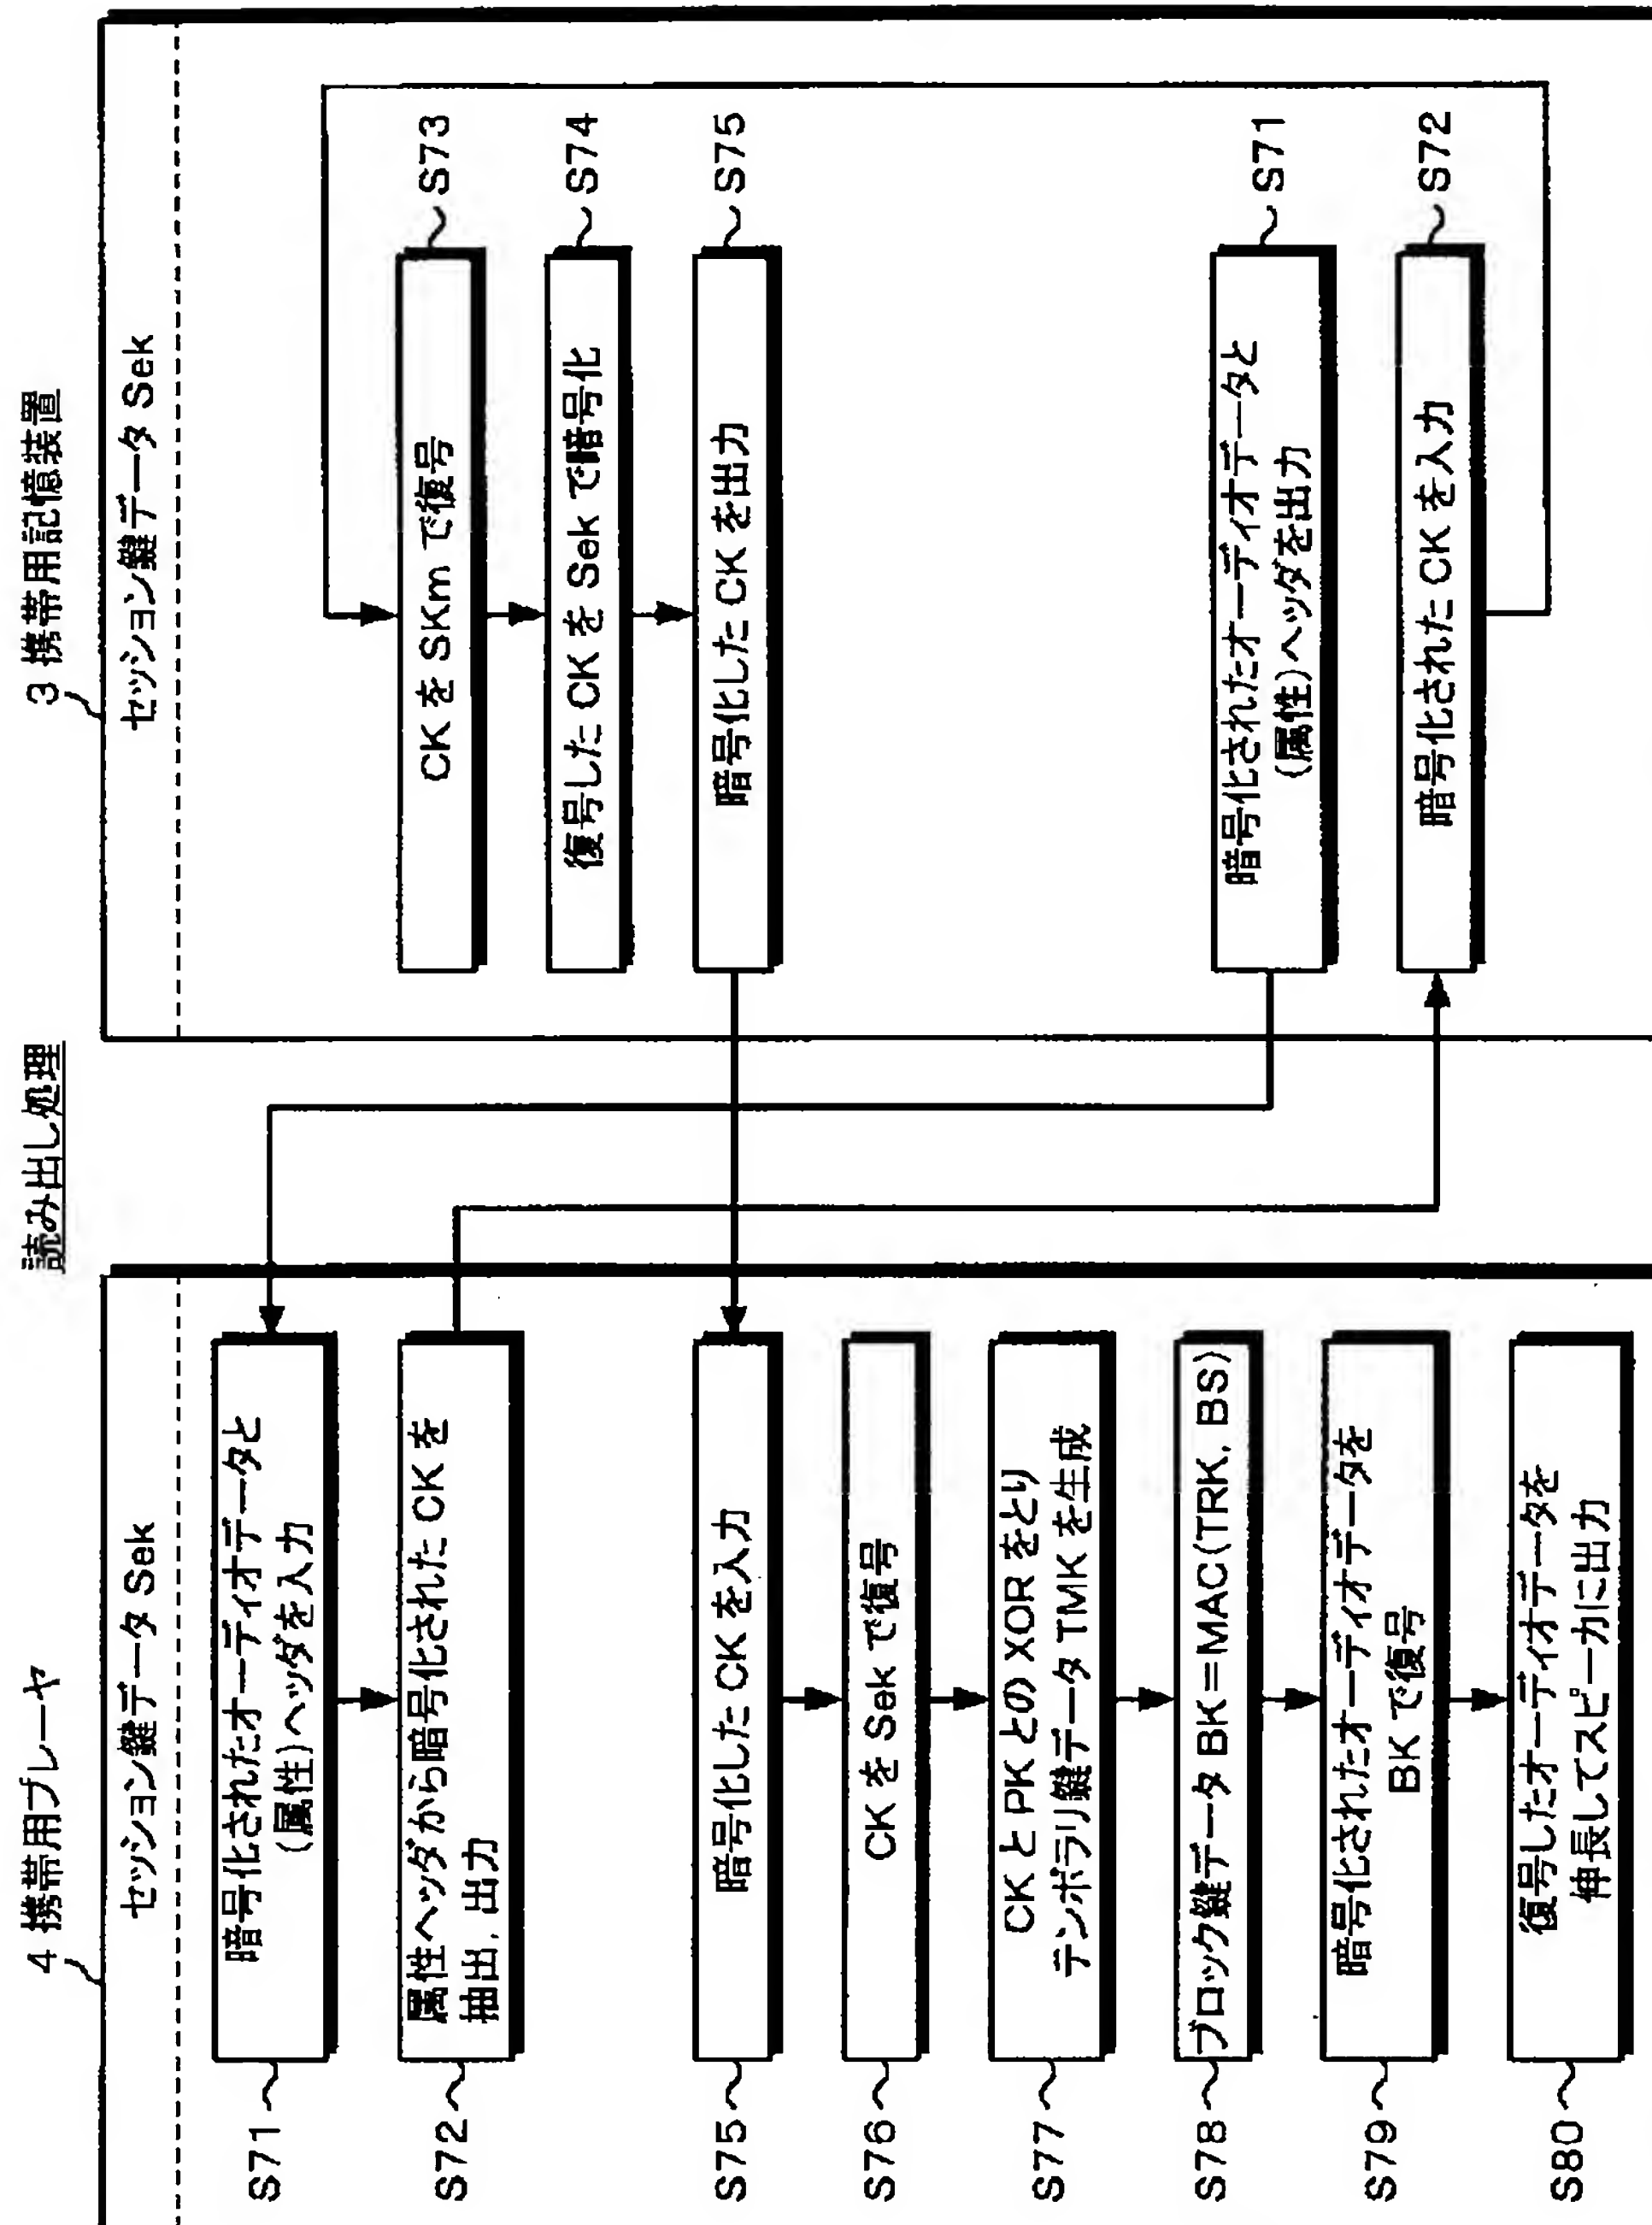 読み出し処理
4 携帯用プレーヤ
セッション鍵データ Sek
S71
暗号化されたオーディオデータと
(属性)ヘッダを入力
S72
属性ヘッダから暗号化された CK を
抽出, 出力
S75
暗号化した CK を入力
S76
CK を Sek で復号
S77
CK と PK との XOR をとり
テンポラリ鍵データ TMK を生成
S78
ブロック鍵データ BK=MAC(TRK, BS)
S79
暗号化されたオーディオデータを
BK で復号
S80
復号したオーディオデータを
伸長してスピーカに出力
3 携帯用記憶装置
セッション鍵データ Sek
CK を SKm で復号
S73
復号した CK を Sek で暗号化
S74
暗号化した CK を出力
S75
暗号化されたオーディオデータと
(属性)ヘッダを出力
S71
暗号化された CK を入力
S72